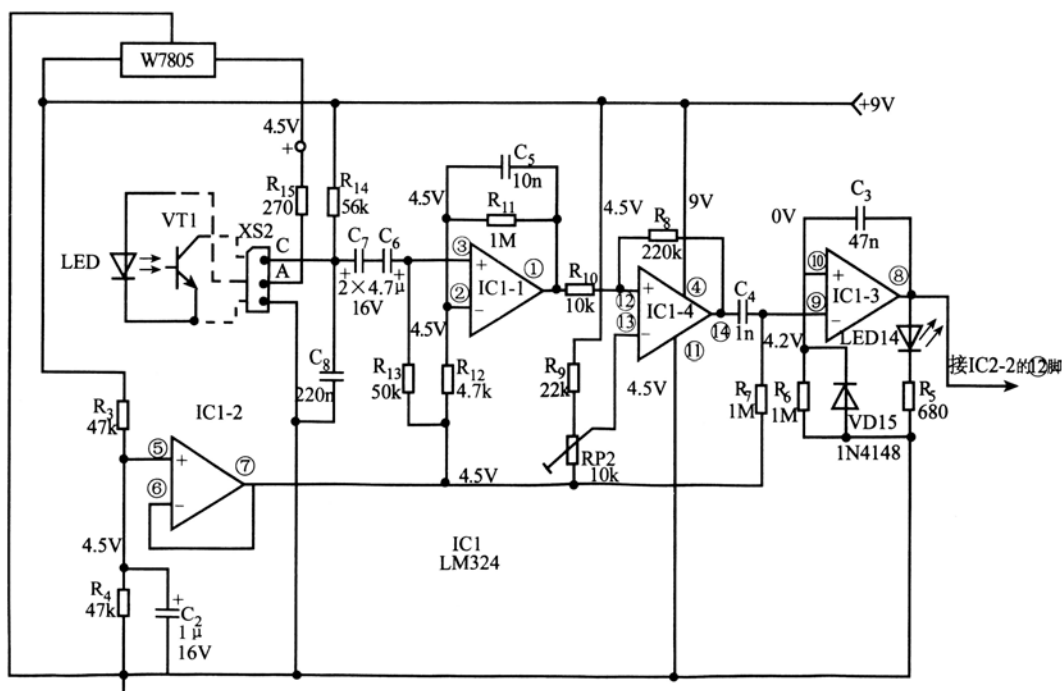 W7805
+9V
4.5V
+
R15
270
R14
56k
C5
10n
4.5V
R11
1M
4.5V
9V
R8
220k
0V
C3
47n
VT1
XS2
C
A
LED
C7
C6
+
+
2×4.7μ
16V
③
+
②
−
IC1-1
①
R10
10k
⑫
+
⑬
−
IC1-4
④
⑭
⑪
C4
1n
⑩
+
⑨
−
IC1-3
⑧
4.2V
LED14
接IC2-2的⑫脚
4.5V
C8
220n
R13
50k
R12
4.7k
R9
22k
4.5V
R7
1M
R6
1M
VD15
1N4148
R5
680
R3
47k
IC1-2
⑤
+
⑥
−
⑦
4.5V
RP2
10k
4.5V
IC1
LM324
R4
47k
+
C2
1μ
16V